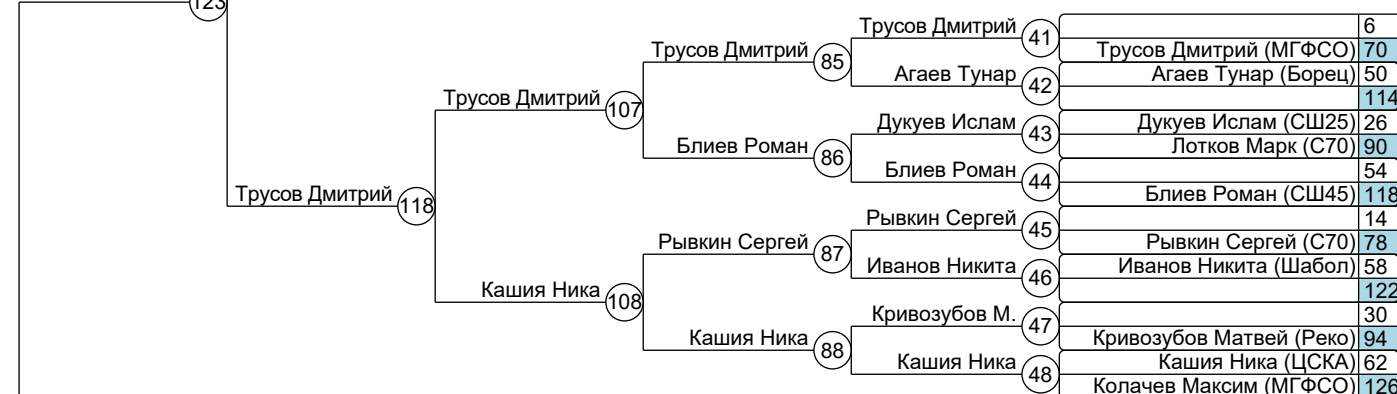 123
Трусов Дмитрий 41 6
Трусов Дмитрий 85 Трусов Дмитрий (МГФСО) 70
Агаев Тунар 42 Агаев Тунар (Борец) 50
Трусов Дмитрий 107 114
Дукуев Ислам 43 Дукуев Ислам (СШ25) 26
Блиев Роман 86 Лотков Марк (С70) 90
Блиев Роман 44 54
Трусов Дмитрий 118 Блиев Роман (СШ45) 118
Рывкин Сергей 45 14
Рывкин Сергей 87 Рывкин Сергей (С70) 78
Иванов Никита 46 Иванов Никита (Шабол) 58
Кашия Ника 108 122
Кривозубов М. 47 30
Кашия Ника 88 Кривозубов Матвей (Реко) 94
Кашия Ника 48 Кашия Ника (ЦСКА) 62
Колачев Максим (МГФСО) 126